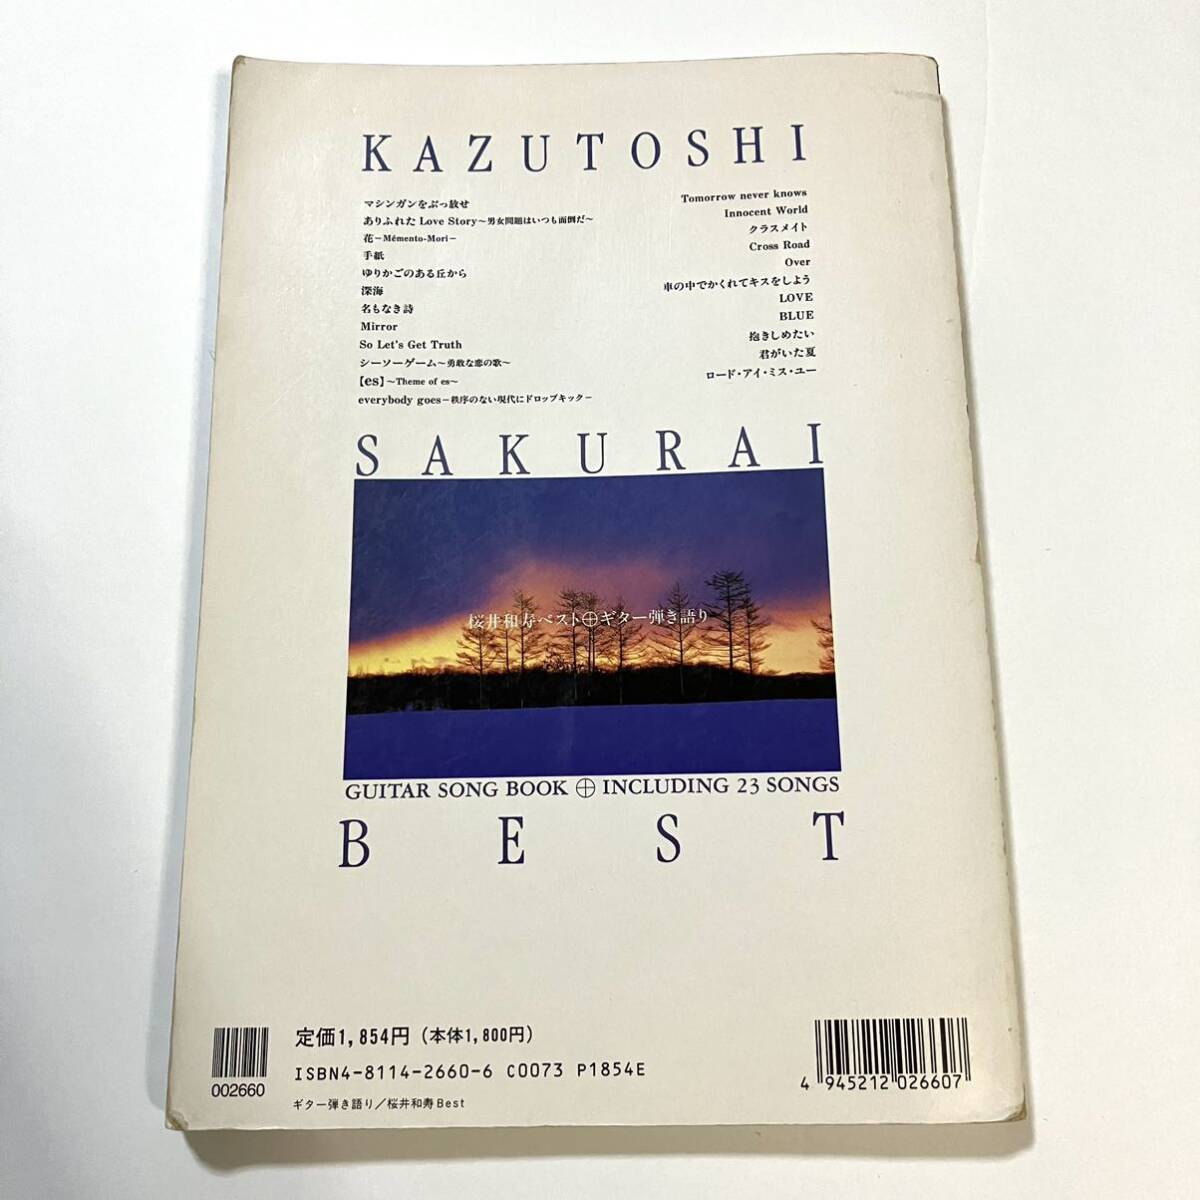 KAZUTOSHI
マシンガンをぶっ放せ
ありふれた Love Story～男女問題はいつも面倒だ～
花－Mémento-Mori－
手紙
ゆりかごのある丘から
深海
名もなき詩
Mirror
So Let's Get Truth
シーソーゲーム～勇敢な恋の歌～
【es】～Theme of es～
everybody goes－秩序のない現代にドロップキック－
Tomorrow never knows
Innocent World
クラスメイト
Cross Road
Over
車の中でかくれてキスをしよう
LOVE
BLUE
抱きしめたい
君がいた夏
ロード・アイ・ミス・ユー
SAKURAI
桜井和寿ベスト⊕ギター弾き語り
GUITAR SONG BOOK ⊕ INCLUDING 23 SONGS
BEST
002660
定価1,854円（本体1,800円）
ISBN4-8114-2660-6 C0073 P1854E
ギター弾き語り／桜井和寿Best
4 945212 026607